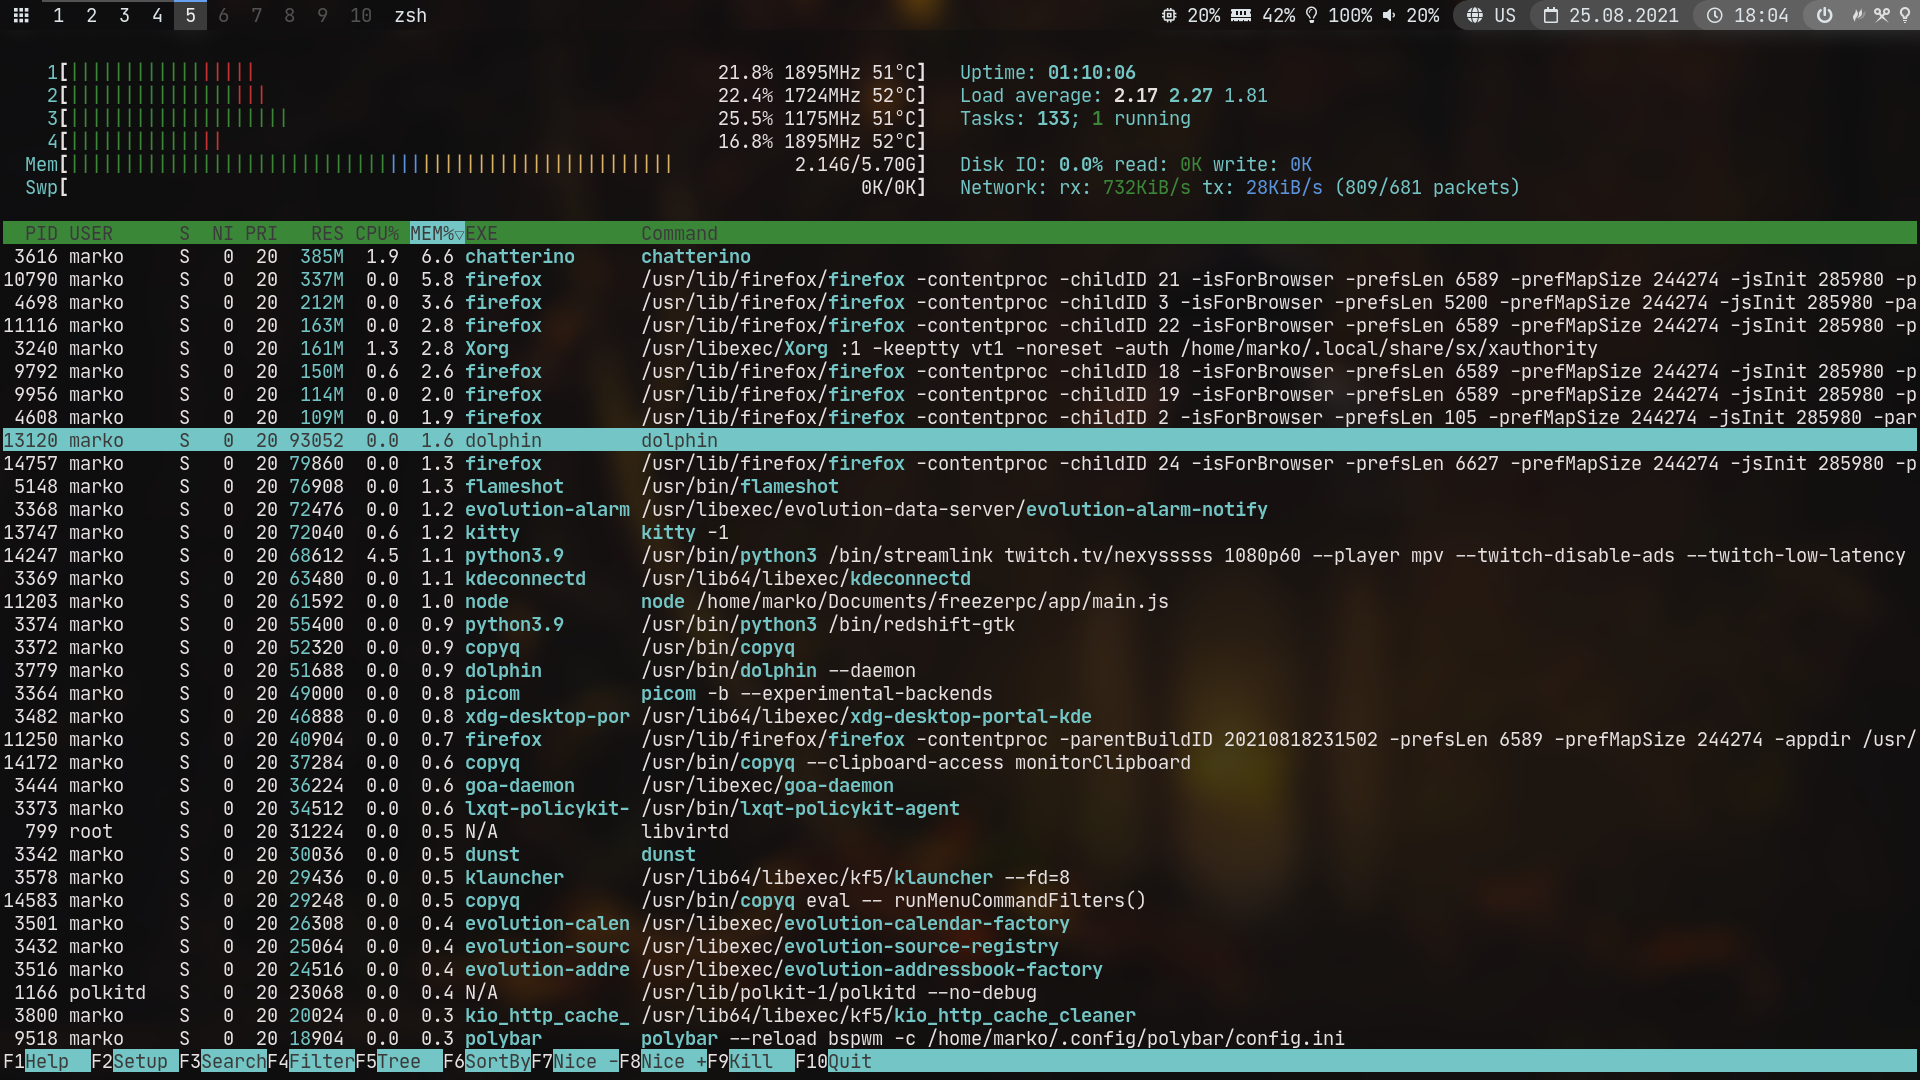 1 2 3 4 5 6 7 8 9 10 zsh 20% 42% 100% 20% US 25.08.2021 18:04
1[|||||||||||||||||21.8% 1895MHz 51°C] Uptime: 01:10:06
2[||||||||||||||||||22.4% 1724MHz 52°C] Load average: 2.17 2.27 1.81
3[||||||||||||||||||||25.5% 1175MHz 51°C] Tasks: 133; 1 running
4[||||||||||||||16.8% 1895MHz 52°C]
Mem[|||||||||||||||||||||||||||||||||||||||||||||||||||||||2.14G/5.70G] Disk IO: 0.0% read: 0K write: 0K
Swp[ 0K/0K] Network: rx: 732KiB/s tx: 28KiB/s (809/681 packets)
PID USER S NI PRI RES CPU% MEM%▽EXE Command
3616 marko S 0 20 385M 1.9 6.6 chatterino chatterino
10790 marko S 0 20 337M 0.0 5.8 firefox /usr/lib/firefox/firefox -contentproc -childID 21 -isForBrowser -prefsLen 6589 -prefMapSize 244274 -jsInit 285980 -p
4698 marko S 0 20 212M 0.0 3.6 firefox /usr/lib/firefox/firefox -contentproc -childID 3 -isForBrowser -prefsLen 5200 -prefMapSize 244274 -jsInit 285980 -pa
11116 marko S 0 20 163M 0.0 2.8 firefox /usr/lib/firefox/firefox -contentproc -childID 22 -isForBrowser -prefsLen 6589 -prefMapSize 244274 -jsInit 285980 -p
3240 marko S 0 20 161M 1.3 2.8 Xorg /usr/libexec/Xorg :1 -keeptty vt1 -noreset -auth /home/marko/.local/share/sx/xauthority
9792 marko S 0 20 150M 0.6 2.6 firefox /usr/lib/firefox/firefox -contentproc -childID 18 -isForBrowser -prefsLen 6589 -prefMapSize 244274 -jsInit 285980 -p
9956 marko S 0 20 114M 0.0 2.0 firefox /usr/lib/firefox/firefox -contentproc -childID 19 -isForBrowser -prefsLen 6589 -prefMapSize 244274 -jsInit 285980 -p
4608 marko S 0 20 109M 0.0 1.9 firefox /usr/lib/firefox/firefox -contentproc -childID 2 -isForBrowser -prefsLen 105 -prefMapSize 244274 -jsInit 285980 -par
13120 marko S 0 20 93052 0.0 1.6 dolphin dolphin
14757 marko S 0 20 79860 0.0 1.3 firefox /usr/lib/firefox/firefox -contentproc -childID 24 -isForBrowser -prefsLen 6627 -prefMapSize 244274 -jsInit 285980 -p
5148 marko S 0 20 76908 0.0 1.3 flameshot /usr/bin/flameshot
3368 marko S 0 20 72476 0.0 1.2 evolution-alarm /usr/libexec/evolution-data-server/evolution-alarm-notify
13747 marko S 0 20 72040 0.6 1.2 kitty kitty -1
14247 marko S 0 20 68612 4.5 1.1 python3.9 /usr/bin/python3 /bin/streamlink twitch.tv/nexysssss 1080p60 --player mpv --twitch-disable-ads --twitch-low-latency
3369 marko S 0 20 63480 0.0 1.1 kdeconnectd /usr/lib64/libexec/kdeconnectd
11203 marko S 0 20 61592 0.0 1.0 node node /home/marko/Documents/freezerpc/app/main.js
3374 marko S 0 20 55400 0.0 0.9 python3.9 /usr/bin/python3 /bin/redshift-gtk
3372 marko S 0 20 52320 0.0 0.9 copyq /usr/bin/copyq
3779 marko S 0 20 51688 0.0 0.9 dolphin /usr/bin/dolphin --daemon
3364 marko S 0 20 49000 0.0 0.8 picom picom -b --experimental-backends
3482 marko S 0 20 46888 0.0 0.8 xdg-desktop-por /usr/lib64/libexec/xdg-desktop-portal-kde
11250 marko S 0 20 40904 0.0 0.7 firefox /usr/lib/firefox/firefox -contentproc -parentBuildID 20210818231502 -prefsLen 6589 -prefMapSize 244274 -appdir /usr/
14172 marko S 0 20 37284 0.0 0.6 copyq /usr/bin/copyq --clipboard-access monitorClipboard
3444 marko S 0 20 36224 0.0 0.6 goa-daemon /usr/libexec/goa-daemon
3373 marko S 0 20 34512 0.0 0.6 lxqt-policykit- /usr/bin/lxqt-policykit-agent
799 root S 0 20 31224 0.0 0.5 N/A libvirtd
3342 marko S 0 20 30036 0.0 0.5 dunst dunst
3578 marko S 0 20 29436 0.0 0.5 klauncher /usr/lib64/libexec/kf5/klauncher --fd=8
14583 marko S 0 20 29248 0.0 0.5 copyq /usr/bin/copyq eval -- runMenuCommandFilters()
3501 marko S 0 20 26308 0.0 0.4 evolution-calen /usr/libexec/evolution-calendar-factory
3432 marko S 0 20 25064 0.0 0.4 evolution-sourc /usr/libexec/evolution-source-registry
3516 marko S 0 20 24516 0.0 0.4 evolution-addre /usr/libexec/evolution-addressbook-factory
1166 polkitd S 0 20 23068 0.0 0.4 N/A /usr/lib/polkit-1/polkitd --no-debug
3800 marko S 0 20 20024 0.0 0.3 kio_http_cache_ /usr/lib64/libexec/kf5/kio_http_cache_cleaner
9518 marko S 0 20 18904 0.0 0.3 polybar polybar --reload bspwm -c /home/marko/.config/polybar/config.ini
F1Help F2Setup F3SearchF4FilterF5Tree F6SortByF7Nice -F8Nice +F9Kill F10Quit